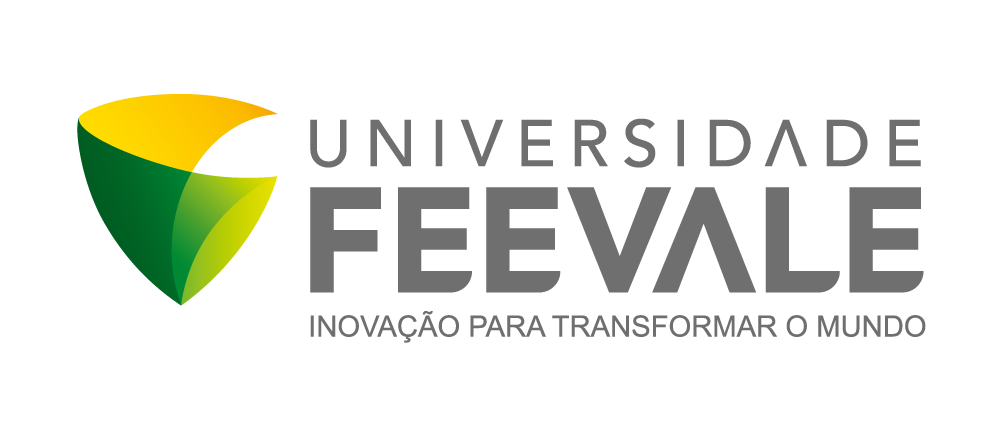 UNIVERSIDADE
FEEVALE
INOVAÇÃO PARA TRANSFORMAR O MUNDO